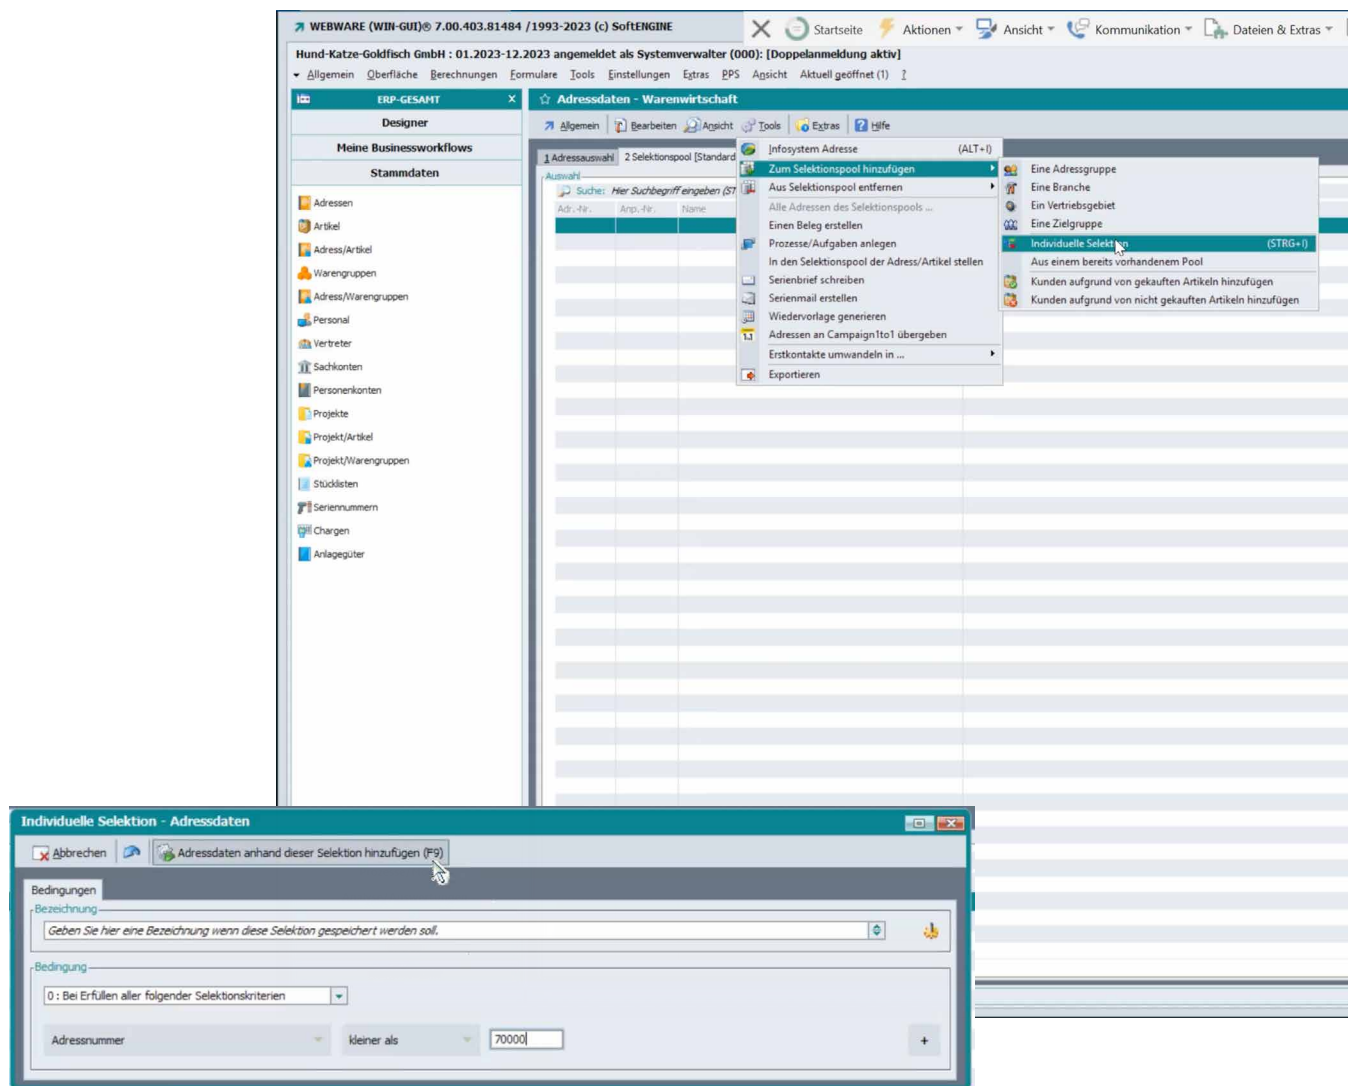 WEBWARE (WIN-GUI)® 7.00.403.81484 /1993-2023 (c) SoftENGINE
Startseite Aktionen Ansicht Kommunikation Dateien & Extras
Hund-Katze-Goldfisch GmbH : 01.2023-12.2023 angemeldet als Systemverwalter (000): [Doppelanmeldung aktiv]
Allgemein Oberfläche Berechnungen Formulare Tools Einstellungen Extras PPS Ansicht Aktuell geöffnet (1) ?
ERP-GESAMT X
Designer
Meine Businessworkflows
Stammdaten
Adressen
Artikel
Adress/Artikel
Warengruppen
Adress/Warengruppen
Personal
Vertreter
Sachkonten
Personenkonten
Projekte
Projekt/Artikel
Projekt/Warengruppen
Stücklisten
Seriennummern
Chargen
Anlagegüter
Adressdaten - Warenwirtschaft
Allgemein Bearbeiten Ansicht Tools Extras Hilfe
1 Adressauswahl 2 Selektionspool [Standard
Auswahl
Suche: Hier Suchbegriff eingeben (ST
Adr.-Nr. Anp.-Nr. Name
Infosystem Adresse (ALT+I)
Zum Selektionspool hinzufügen
Aus Selektionspool entfernen
Alle Adressen des Selektionspools ...
Einen Beleg erstellen
Prozesse/Aufgaben anlegen
In den Selektionspool der Adress/Artikel stellen
Serienbrief schreiben
Serienmail erstellen
Wiedervorlage generieren
Adressen an Campaign1to1 übergeben
Erstkontakte umwandeln in ...
Exportieren
Eine Adressgruppe
Eine Branche
Ein Vertriebsgebiet
Eine Zielgruppe
Individuelle Selektion (STRG+I)
Aus einem bereits vorhandenem Pool
Kunden aufgrund von gekauften Artikeln hinzufügen
Kunden aufgrund von nicht gekauften Artikeln hinzufügen
Individuelle Selektion - Adressdaten
Abbrechen Adressdaten anhand dieser Selektion hinzufügen (F9)
Bedingungen
Bezeichnung
Geben Sie hier eine Bezeichnung wenn diese Selektion gespeichert werden soll.
Bedingung
0 : Bei Erfüllen aller folgender Selektionskriterien
Adressnummer kleiner als 70000 +